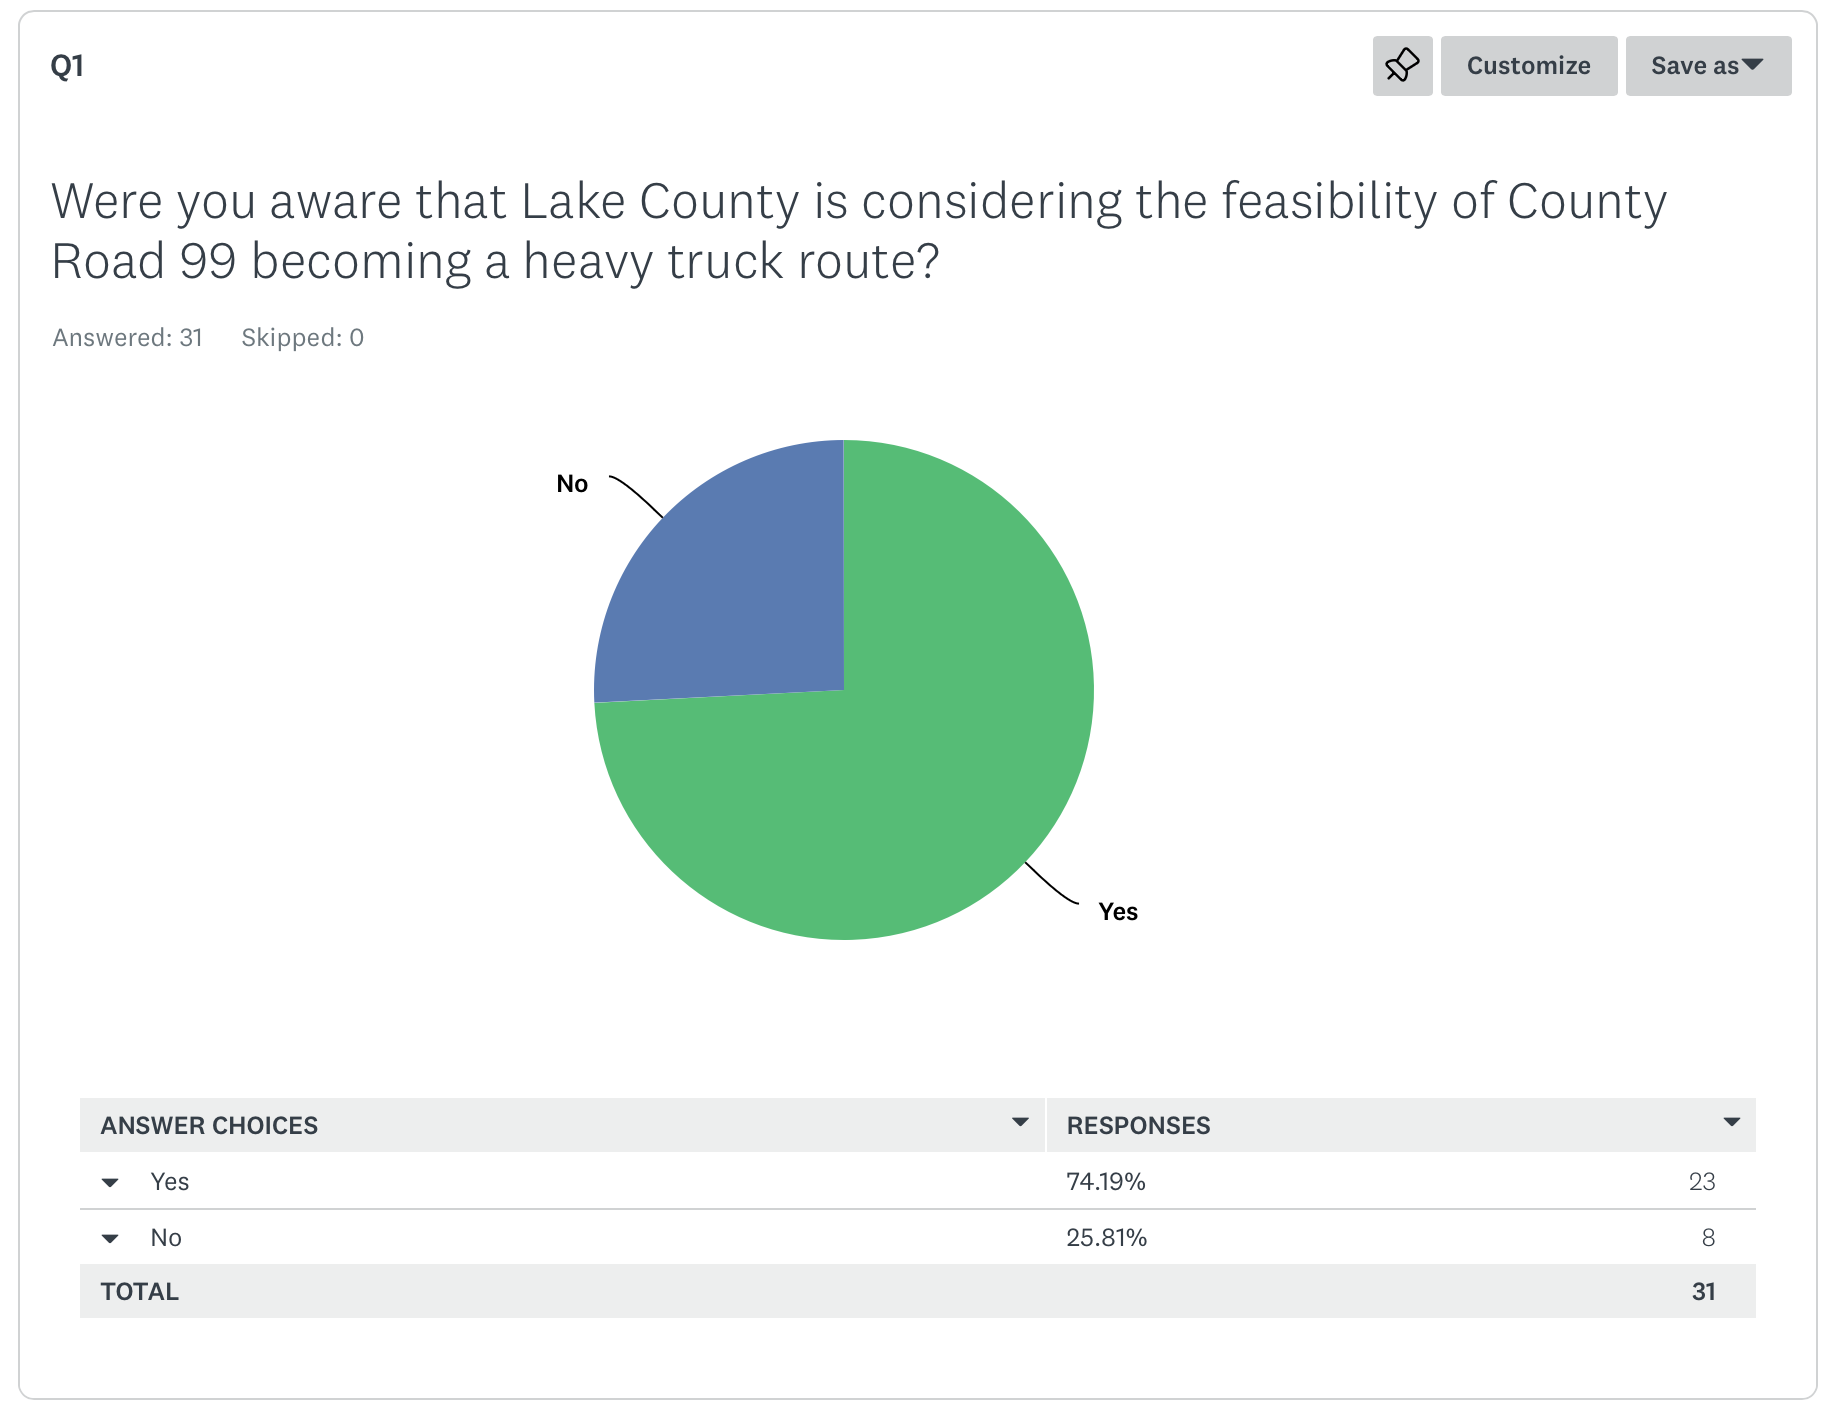 Q1
Customize
Save as
Were you aware that Lake County is considering the feasibility of County
Road 99 becoming a heavy truck route?
Answered: 31 Skipped: 0
No
Yes
ANSWER CHOICES RESPONSES
Yes 74.19% 23
No 25.81% 8
TOTAL 31